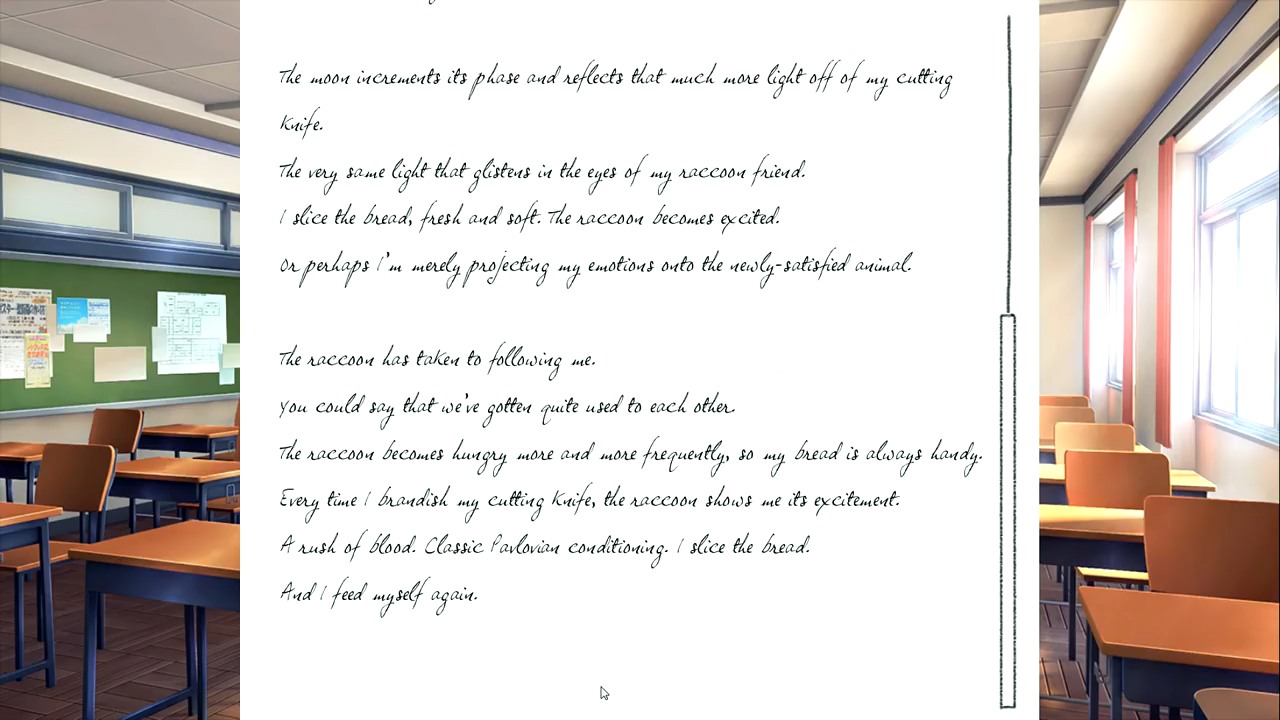 The moon increments its phase and reflects that much more light off of my cutting
knife.
The very same light that glistens in the eyes of my raccoon friend.
I slice the bread, fresh and soft. The raccoon becomes excited.
Or perhaps I'm merely projecting my emotions onto the newly-satisfied animal.
The raccoon has taken to following me.
You could say that we've gotten quite used to each other.
The raccoon becomes hungry more and more frequently, so my bread is always handy.
Every time I brandish my cutting knife, the raccoon shows me its excitement.
A rush of blood. Classic Pavlovian conditioning. I slice the bread.
And I feed myself again.